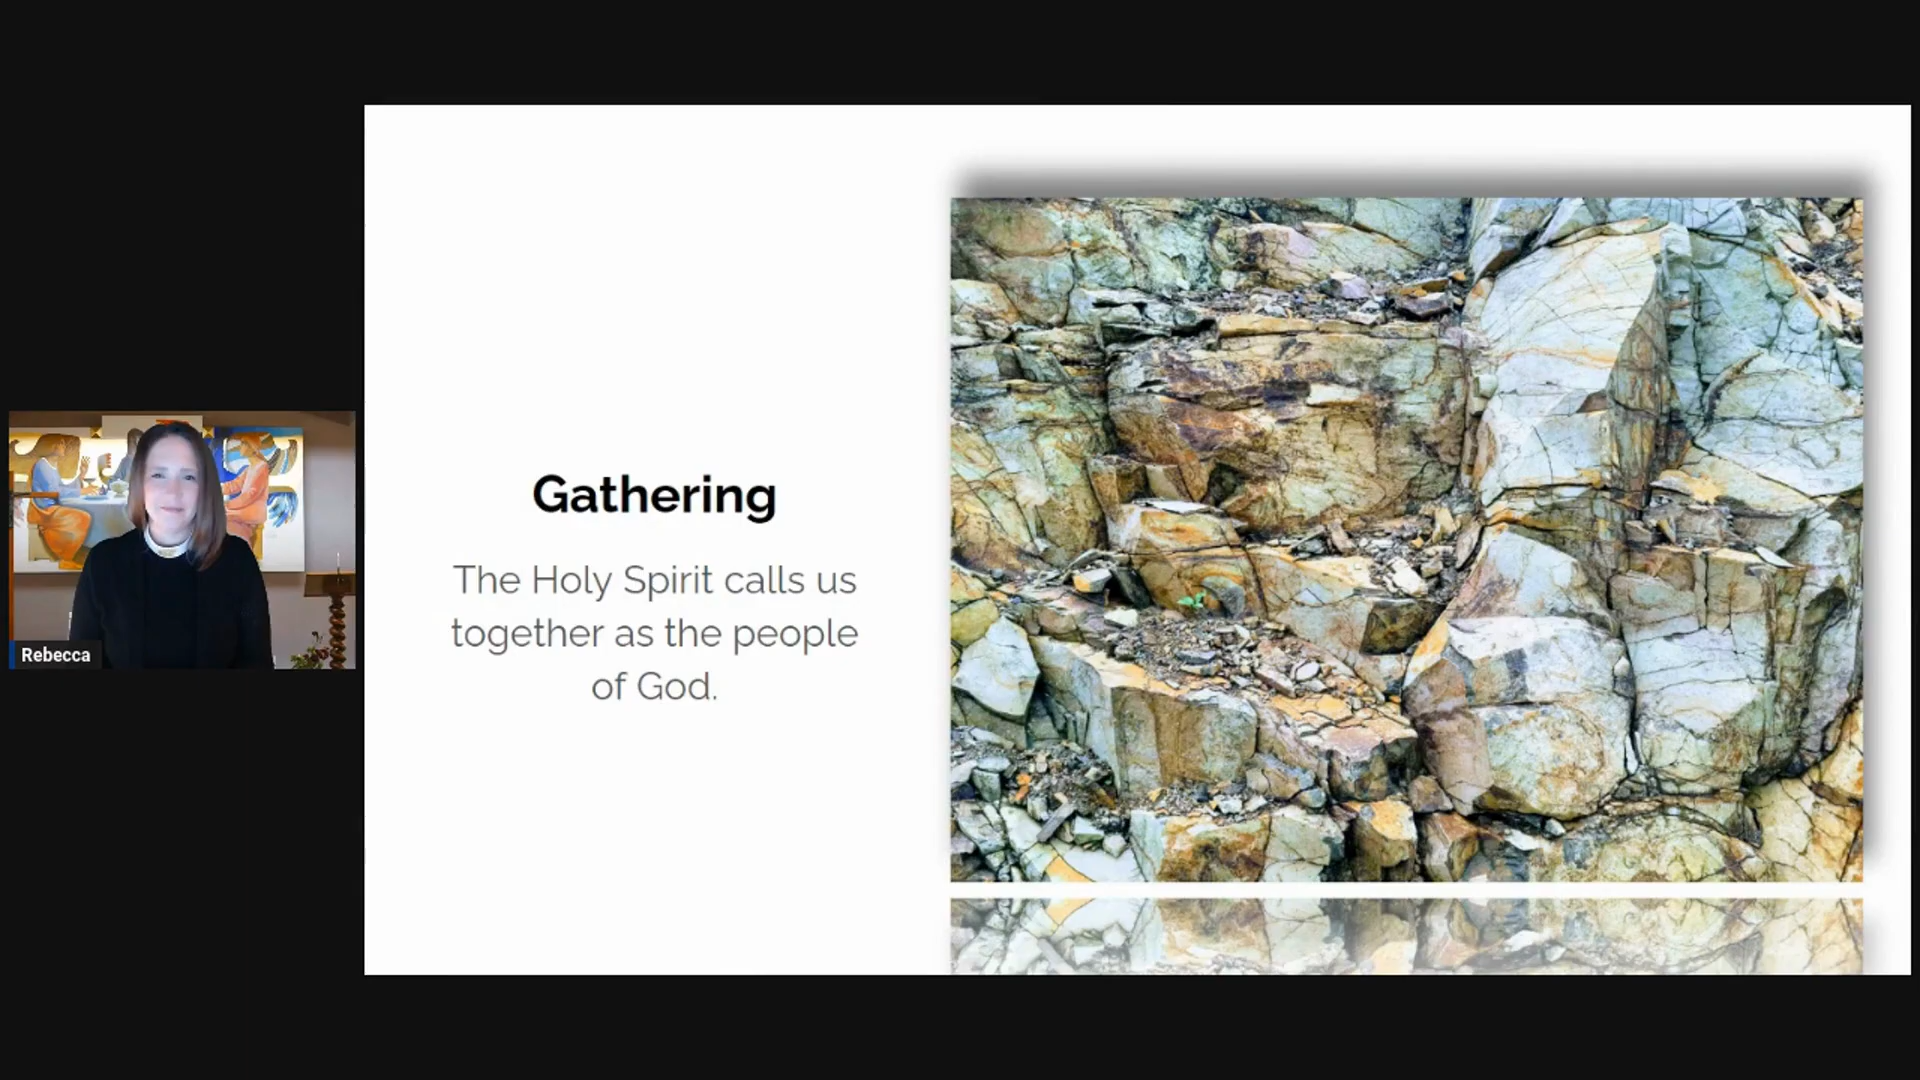 Gathering
The Holy Spirit calls us
together as the people
of God.
Rebecca